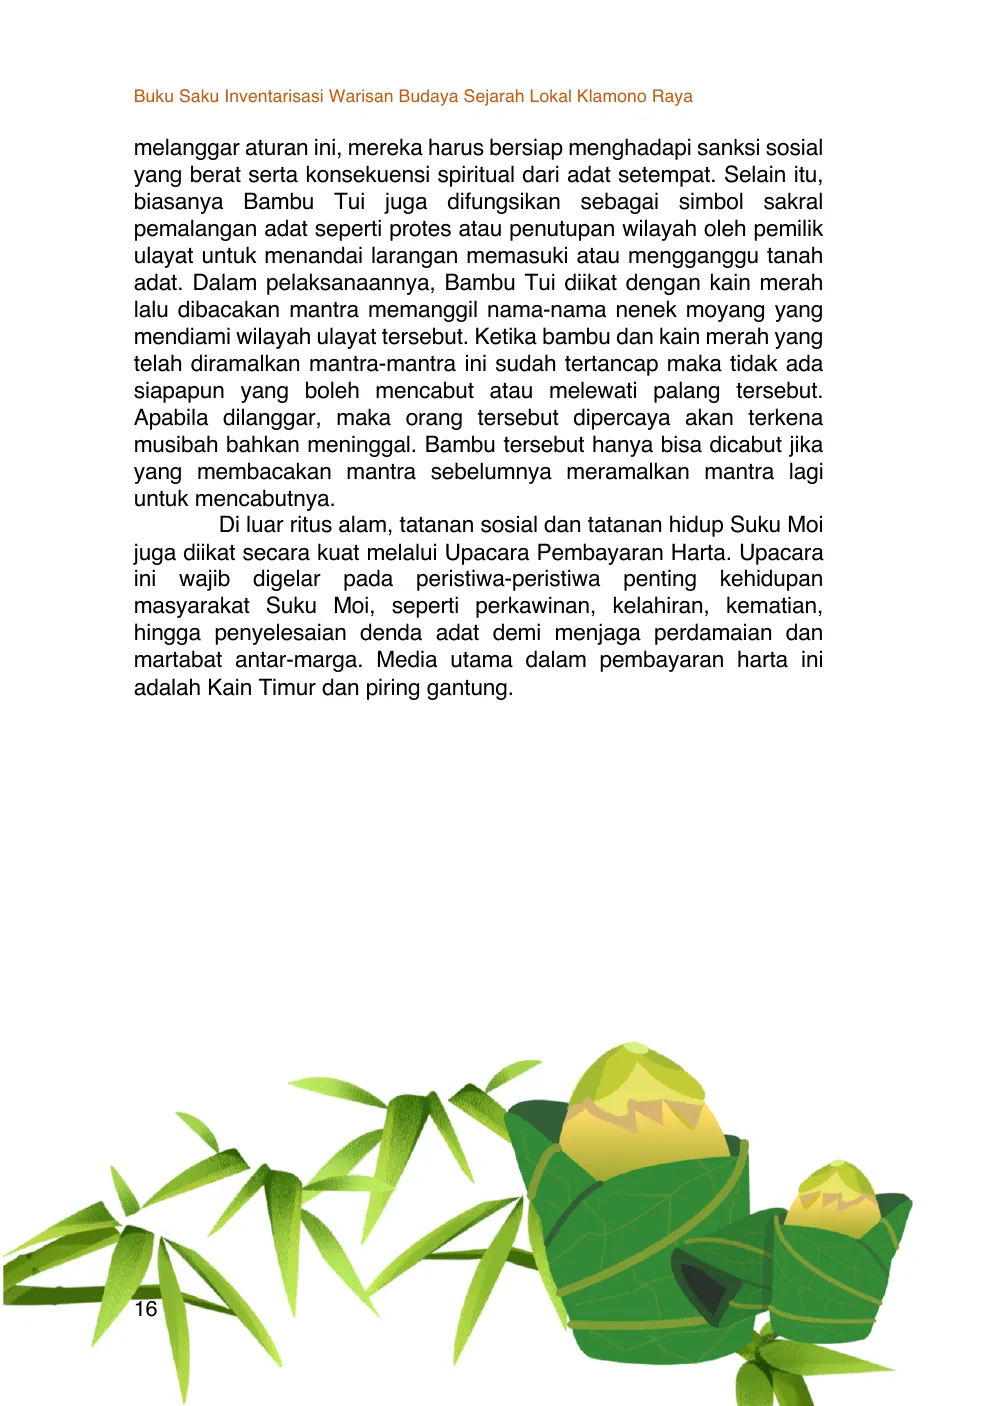 Buku Saku Inventarisasi Warisan Budaya Sejarah Lokal Klamono Raya
melanggar aturan ini, mereka harus bersiap menghadapi sanksi sosial
yang berat serta konsekuensi spiritual dari adat setempat. Selain itu,
biasanya Bambu Tui juga difungsikan sebagai simbol sakral
pemalangan adat seperti protes atau penutupan wilayah oleh pemilik
ulayat untuk menandai larangan memasuki atau mengganggu tanah
adat. Dalam pelaksanaannya, Bambu Tui diikat dengan kain merah
lalu dibacakan mantra memanggil nama-nama nenek moyang yang
mendiami wilayah ulayat tersebut. Ketika bambu dan kain merah yang
telah diramalkan mantra-mantra ini sudah tertancap maka tidak ada
siapapun yang boleh mencabut atau melewati palang tersebut.
Apabila dilanggar, maka orang tersebut dipercaya akan terkena
musibah bahkan meninggal. Bambu tersebut hanya bisa dicabut jika
yang membacakan mantra sebelumnya meramalkan mantra lagi
untuk mencabutnya.
Di luar ritus alam, tatanan sosial dan tatanan hidup Suku Moi
juga diikat secara kuat melalui Upacara Pembayaran Harta. Upacara
ini wajib digelar pada peristiwa-peristiwa penting kehidupan
masyarakat Suku Moi, seperti perkawinan, kelahiran, kematian,
hingga penyelesaian denda adat demi menjaga perdamaian dan
martabat antar-marga. Media utama dalam pembayaran harta ini
adalah Kain Timur dan piring gantung.
16